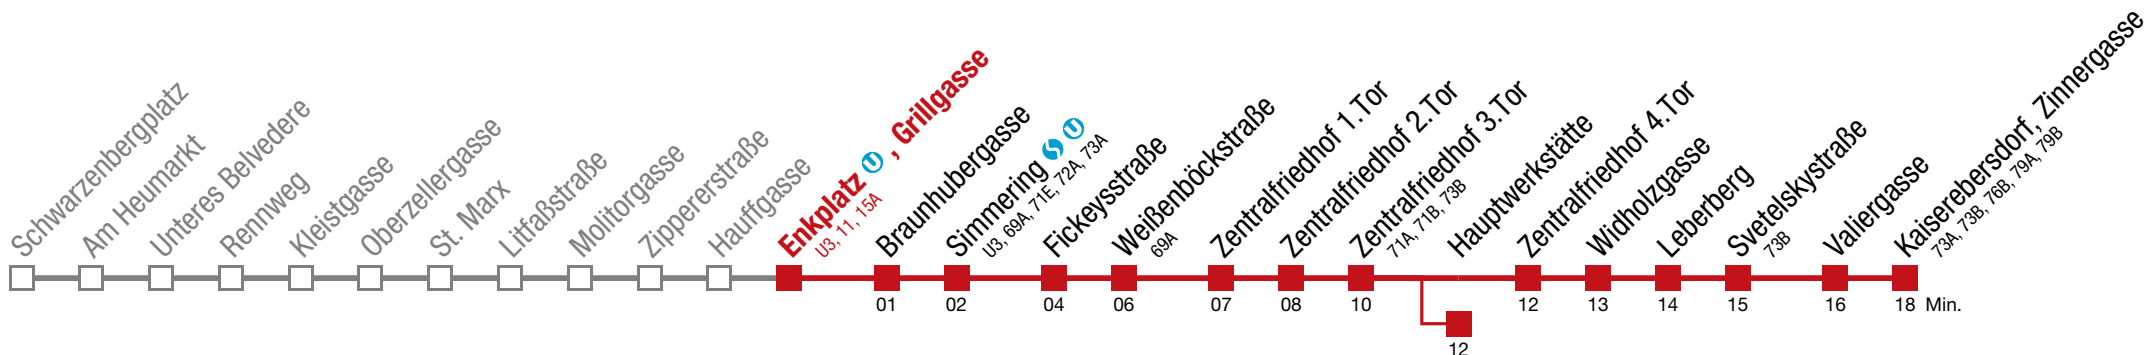 Schwarzenbergplatz
Am Heumarkt
Unteres Belvedere
Rennweg
Kleistgasse
Oberzellergasse
St. Marx
Litfaßstraße
Molitorgasse
Zippererstraße
Hauffgasse
Enkplatz U , Grillgasse
U3, 11, 15A
Braunhubergasse
Simmering S U
U3, 69A, 71E, 72A, 73A
Fickeysstraße
Weißenböckstraße
69A
Zentralfriedhof 1.Tor
Zentralfriedhof 2.Tor
Zentralfriedhof 3.Tor
71A, 71B, 73B
Hauptwerkstätte
Zentralfriedhof 4.Tor
Widholzgasse
Leberberg
Svetelskystraße
73B
Valiergasse
Kaiserebersdorf, Zinnergasse
73A, 73B, 76B, 79A, 79B
01 02 04 06 07 08 10 12 13 14 15 16 18 Min.
12